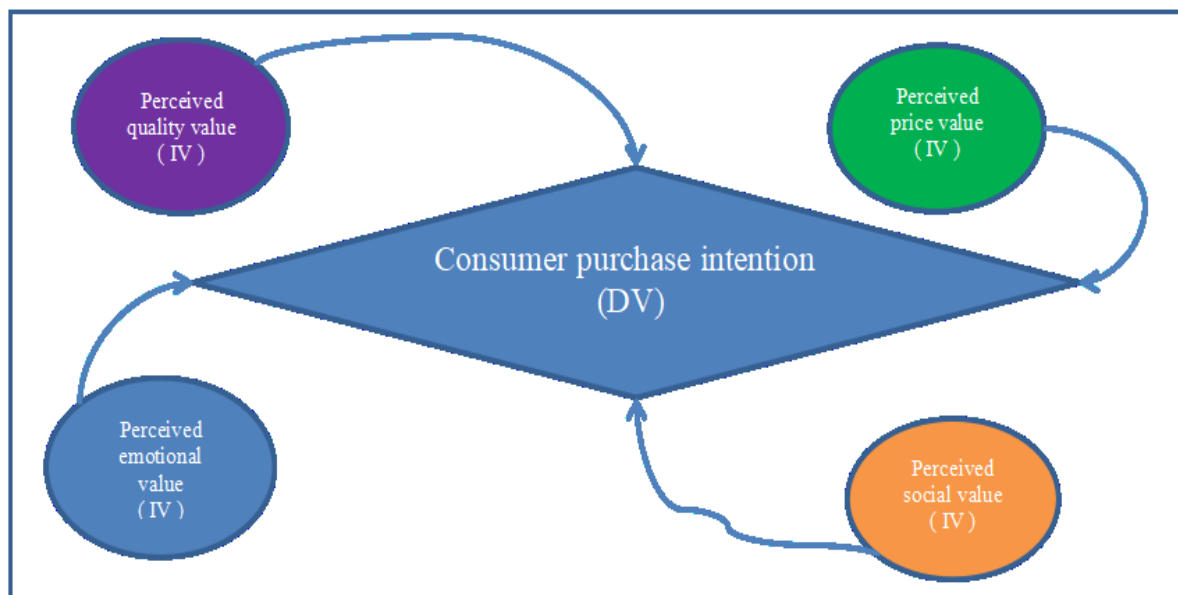 Perceived
quality value
( IV )
Perceived
price value
( IV )
Consumer purchase intention
(DV)
Perceived
emotional
value
( IV )
Perceived
social value
( IV )